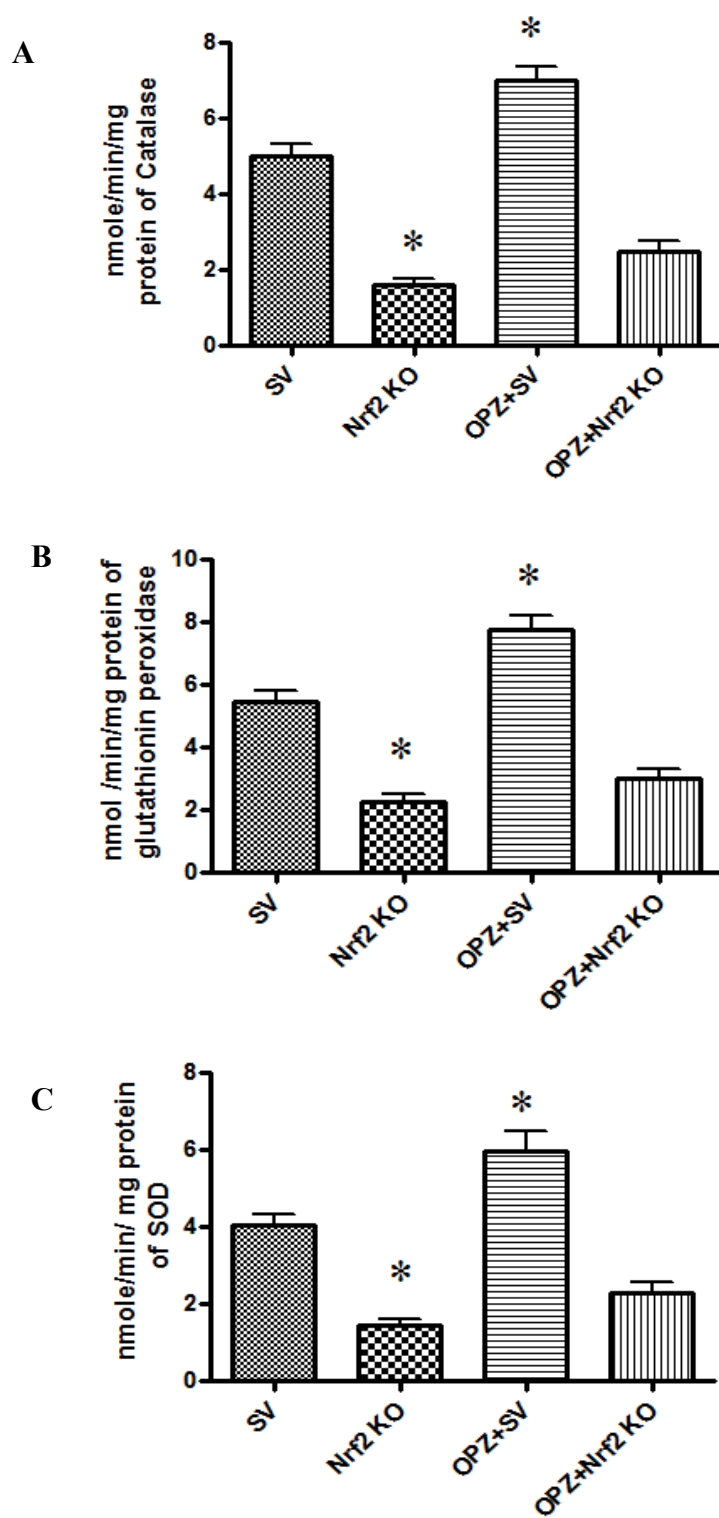 A
nmole/min/mg
protein of Catalase
8
6
4
2
0
*
*
SV
Nrf2 KO
OPZ+SV
OPZ+Nrf2 KO
B
nmol /min/mg protein of
glutathionin peroxidase
10
8
6
4
2
0
*
*
SV
Nrf2 KO
OPZ+SV
OPZ+Nrf2 KO
C
nmole/min/ mg protein
of SOD
8
6
4
2
0
*
*
SV
Nrf2 KO
OPZ+SV
OPZ+Nrf2 KO